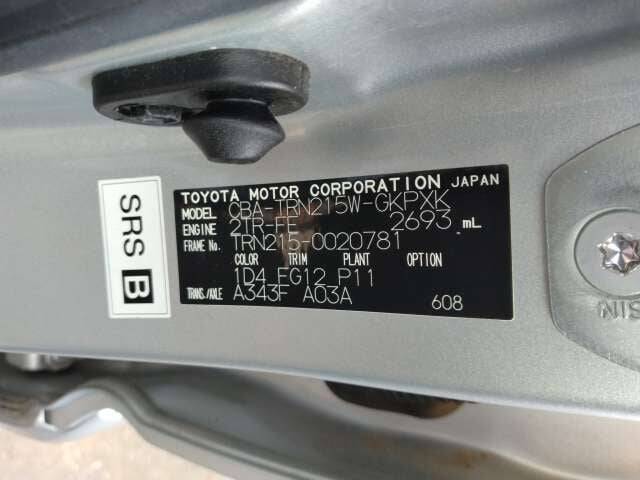 TOYOTA MOTOR CORPORATION JAPAN
MODEL CBA-TRN215W-GKPXK
ENGINE 2TR-FE 2693 mL
FRAME No. TRN215-0020781
COLOR TRIM PLANT OPTION
1D4 FG12 P11
TRANS./AXLE A343F A03A 608
SRS B